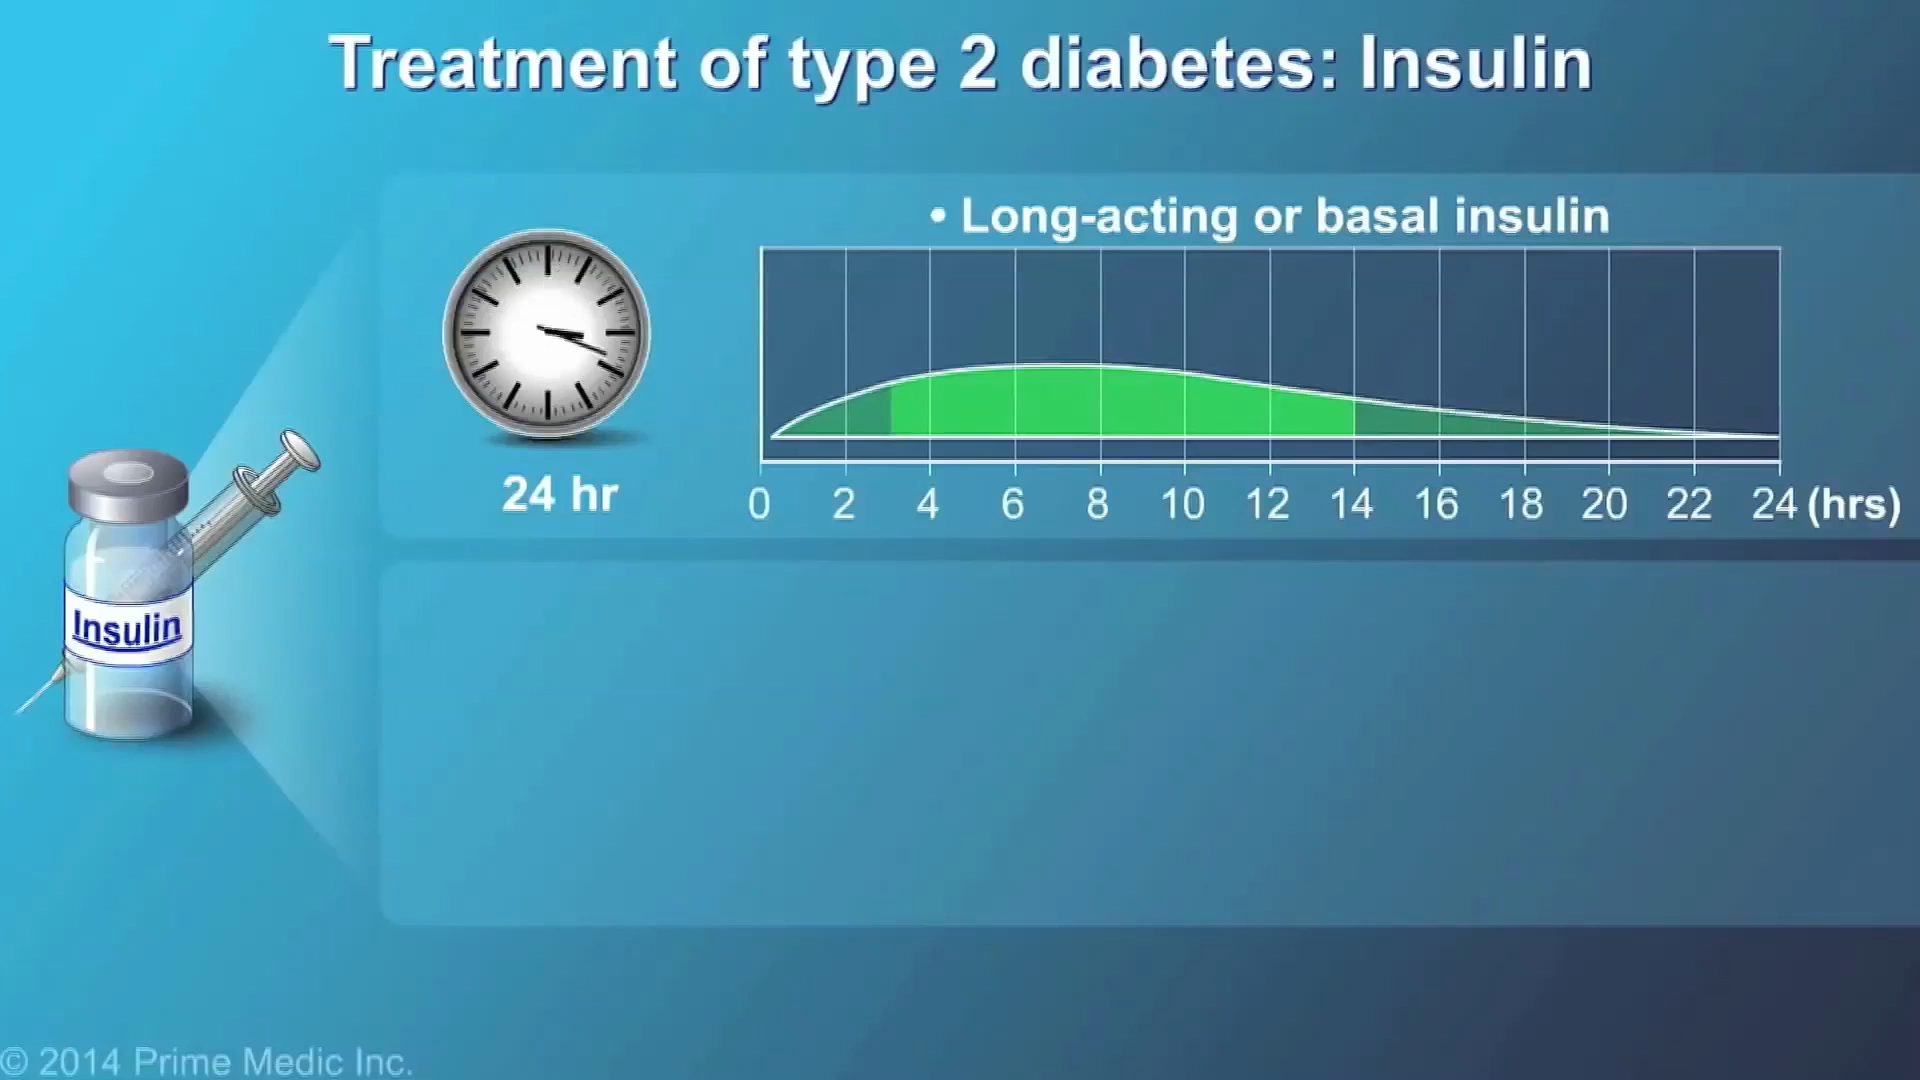 Treatment of type 2 diabetes: Insulin
• Long-acting or basal insulin
24 hr
0 2 4 6 8 10 12 14 16 18 20 22 24 (hrs)
Insulin
© 2014 Prime Medic Inc.